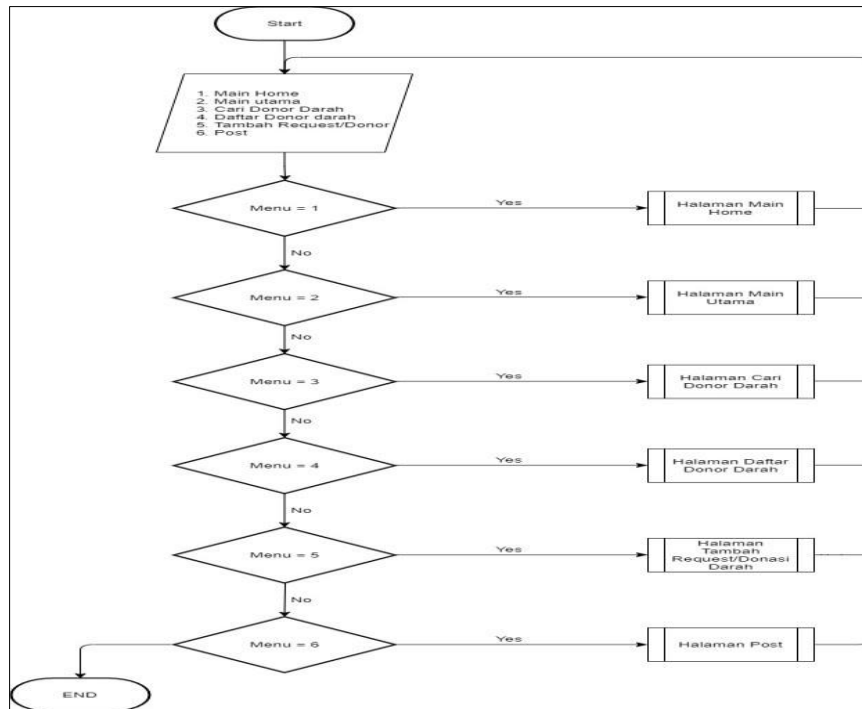 Start
1. Main Home
2. Main utama
3. Cari Donor Darah
4. Daftar Donor darah
5. Tambah Request/Donor
6. Post
Menu = 1
Yes
Halaman Main
Home
No
Menu = 2
Yes
Halaman Main
Utama
No
Menu = 3
Yes
Halaman Cari
Donor Darah
No
Menu = 4
Yes
Halaman Daftar
Donor Darah
No
Menu = 5
Yes
Halaman
Tambah
Request/Donasi
Darah
No
Menu = 6
Yes
Halaman Post
END